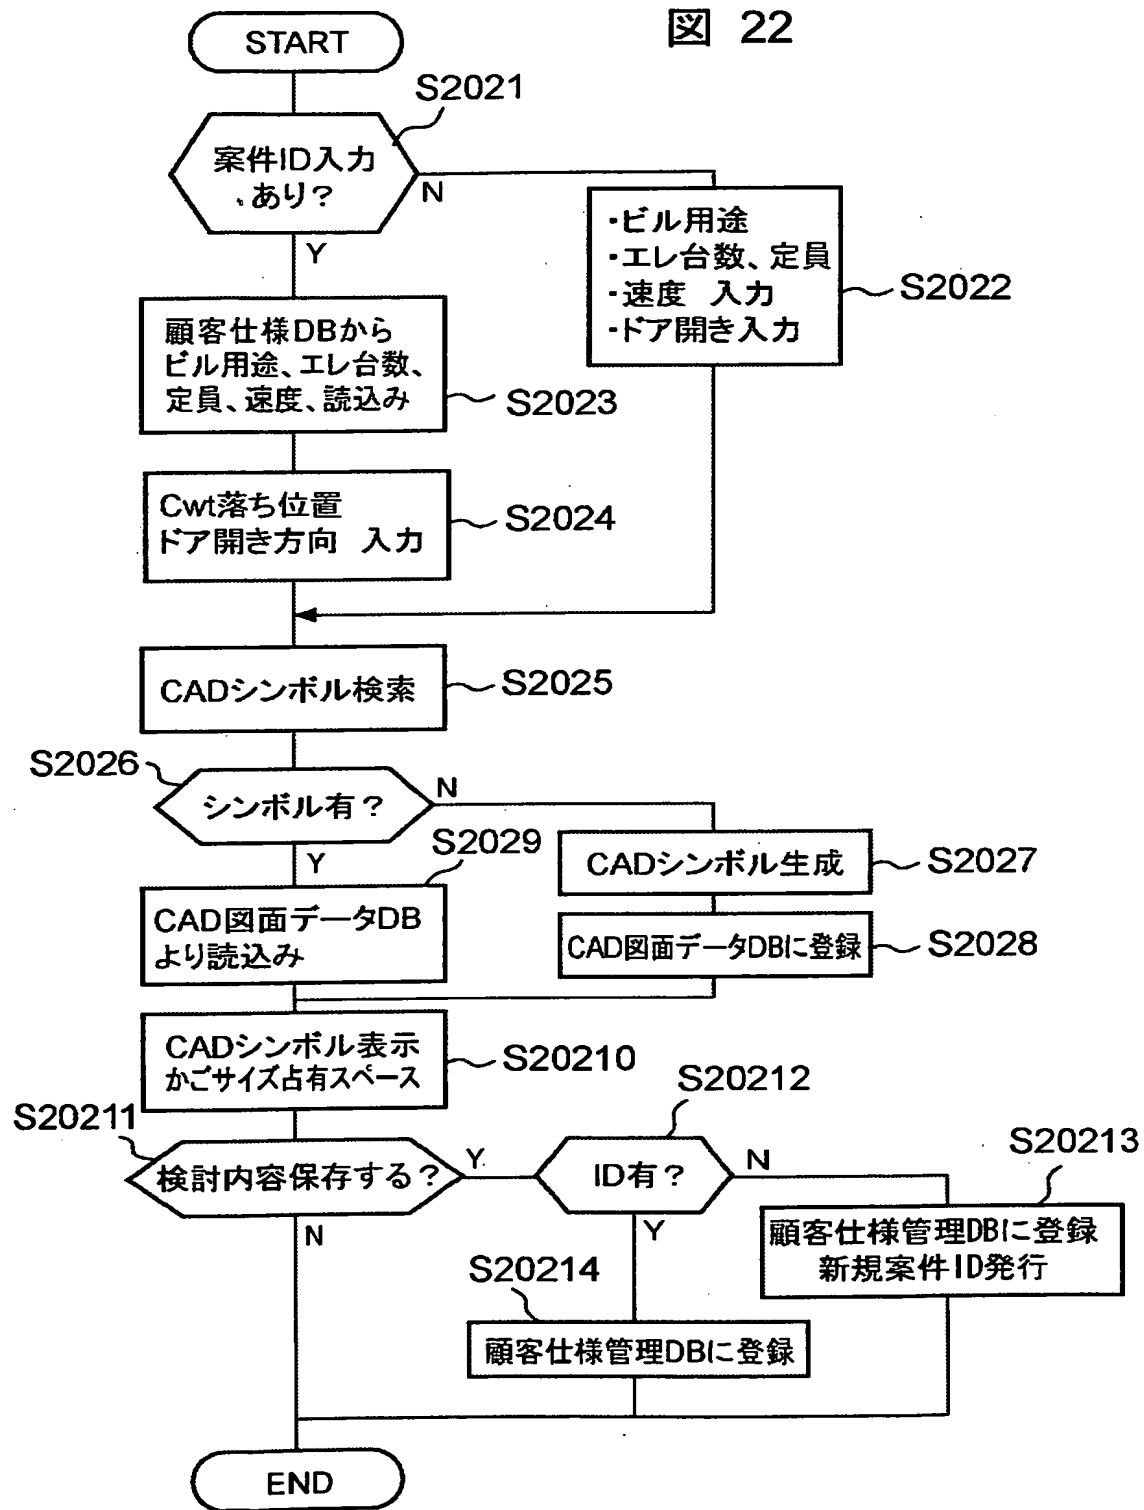 図 22
START
S2021
案件ID入力
あり?
N
Y
・ビル用途
・エレ台数、定員
・速度 入力
・ドア開き入力
S2022
顧客仕様DBから
ビル用途、エレ台数、
定員、速度、読込み
S2023
Cwt落ち位置
ドア開き方向 入力
S2024
CADシンボル検索
S2025
S2026
シンボル有?
N
Y
S2029
CADシンボル生成
S2027
CAD図面データDB
より読込み
CAD図面データDBに登録
S2028
CADシンボル表示
かごサイズ占有スペース
S20210
S20211
検討内容保存する?
Y
N
S20212
ID有?
N
Y
S20213
顧客仕様管理DBに登録
新規案件ID発行
S20214
顧客仕様管理DBに登録
END